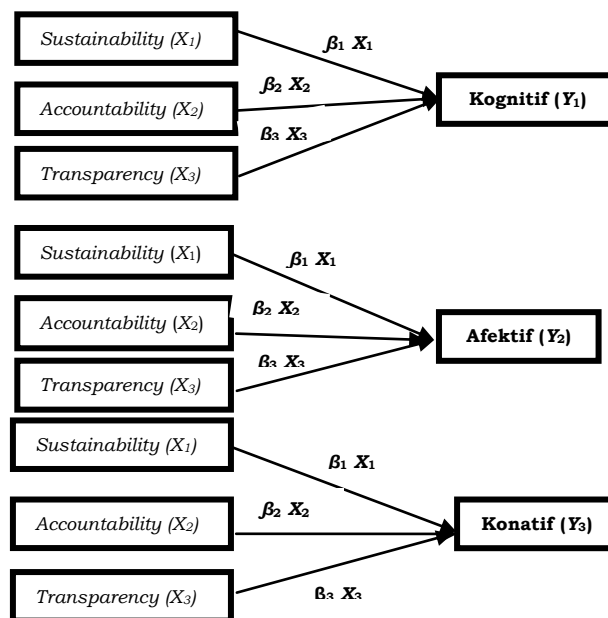 Sustainability (X₁)
β₁ X₁
β₂ X₂
Kognitif (Y₁)
Accountability (X₂)
β₃ X₃
Transparency (X₃)
Sustainability (X₁)
β₁ X₁
β₂ X₂
Accountability (X₂)
Afektif (Y₂)
β₃ X₃
Transparency (X₃)
Sustainability (X₁)
β₁ X₁
β₂ X₂
Accountability (X₂)
Konatif (Y₃)
β₃ X₃
Transparency (X₃)